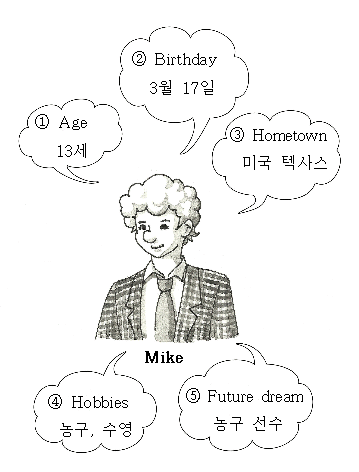 ② Birthday
3월 17일
① Age
13세
③ Hometown
미국 텍사스
Mike
④ Hobbies
농구, 수영
⑤ Future dream
농구 선수